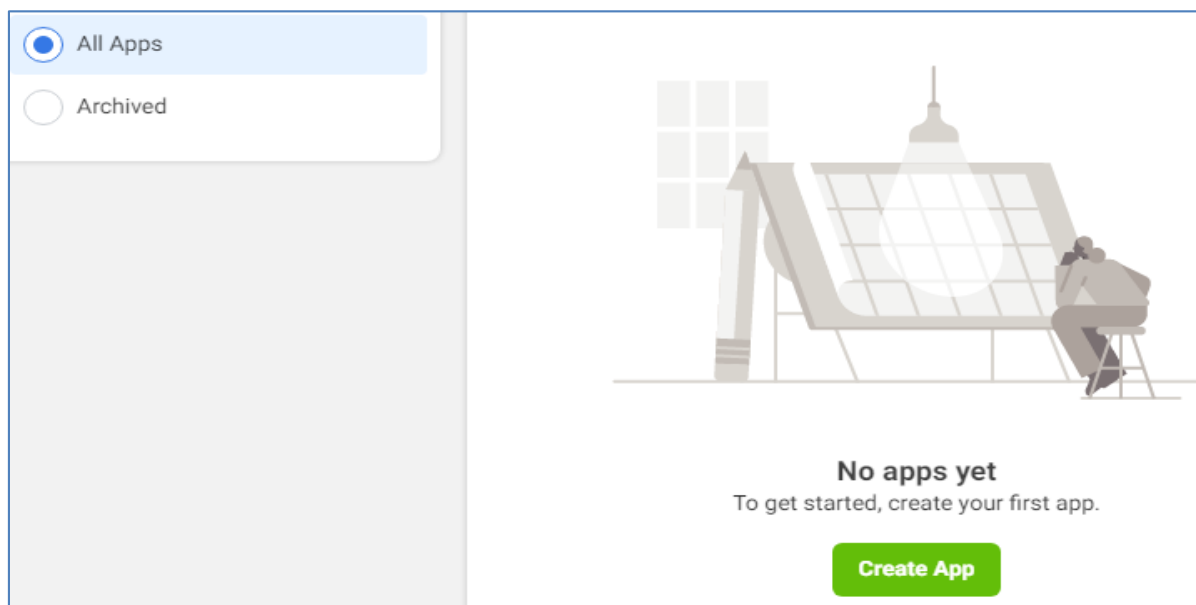 All Apps
Archived
No apps yet
To get started, create your first app.
Create App